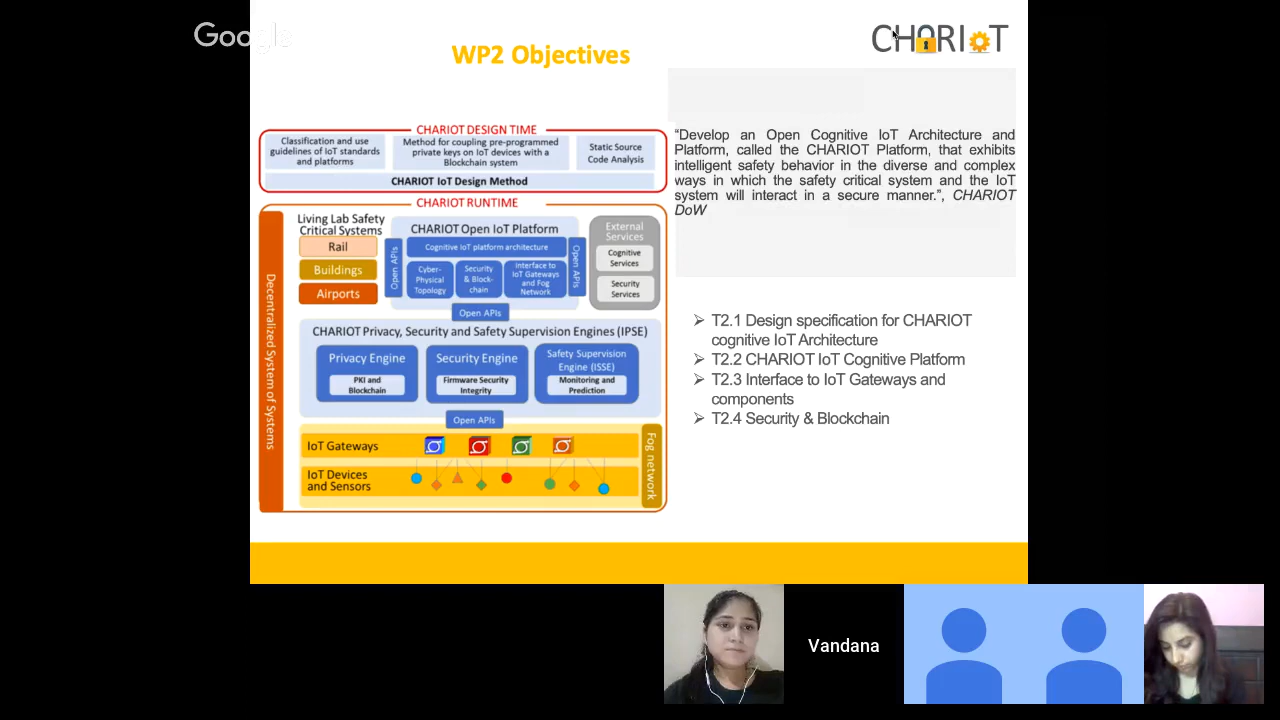 Google
WP2 Objectives
CHARIOT
CHARIOT DESIGN TIME
Classification and use
guidelines of IoT standards
and platforms
Method for coupling pre-programmed
private keys on IoT devices with a
Blockchain system
Static Source
Code Analysis
CHARIOT IoT Design Method
CHARIOT RUNTIME
Decentralized System of Systems
Living Lab Safety
Critical Systems
Rail
Buildings
Airports
CHARIOT Open IoT Platform
Open APIs
Cognitive IoT platform architecture
Cyber-
Physical
Topology
Security
& Block-
chain
Interface to
IoT Gateways
and Fog
Network
Open APIs
External
Services
Cognitive
Services
Security
Services
Open APIs
CHARIOT Privacy, Security and Safety Supervision Engines (IPSE)
Privacy Engine
PKI and
Blockchain
Security Engine
Firmware Security
Integrity
Safety Supervision
Engine (ISSE)
Monitoring and
Prediction
Open APIs
IoT Gateways
IoT Devices
and Sensors
Fog network
“Develop an Open Cognitive IoT Architecture and
Platform, called the CHARIOT Platform, that exhibits
intelligent safety behavior in the diverse and complex
ways in which the safety critical system and the IoT
system will interact in a secure manner.”, CHARIOT
DoW
➢ T2.1 Design specification for CHARIOT
cognitive IoT Architecture
➢ T2.2 CHARIOT IoT Cognitive Platform
➢ T2.3 Interface to IoT Gateways and
components
➢ T2.4 Security & Blockchain
Vandana